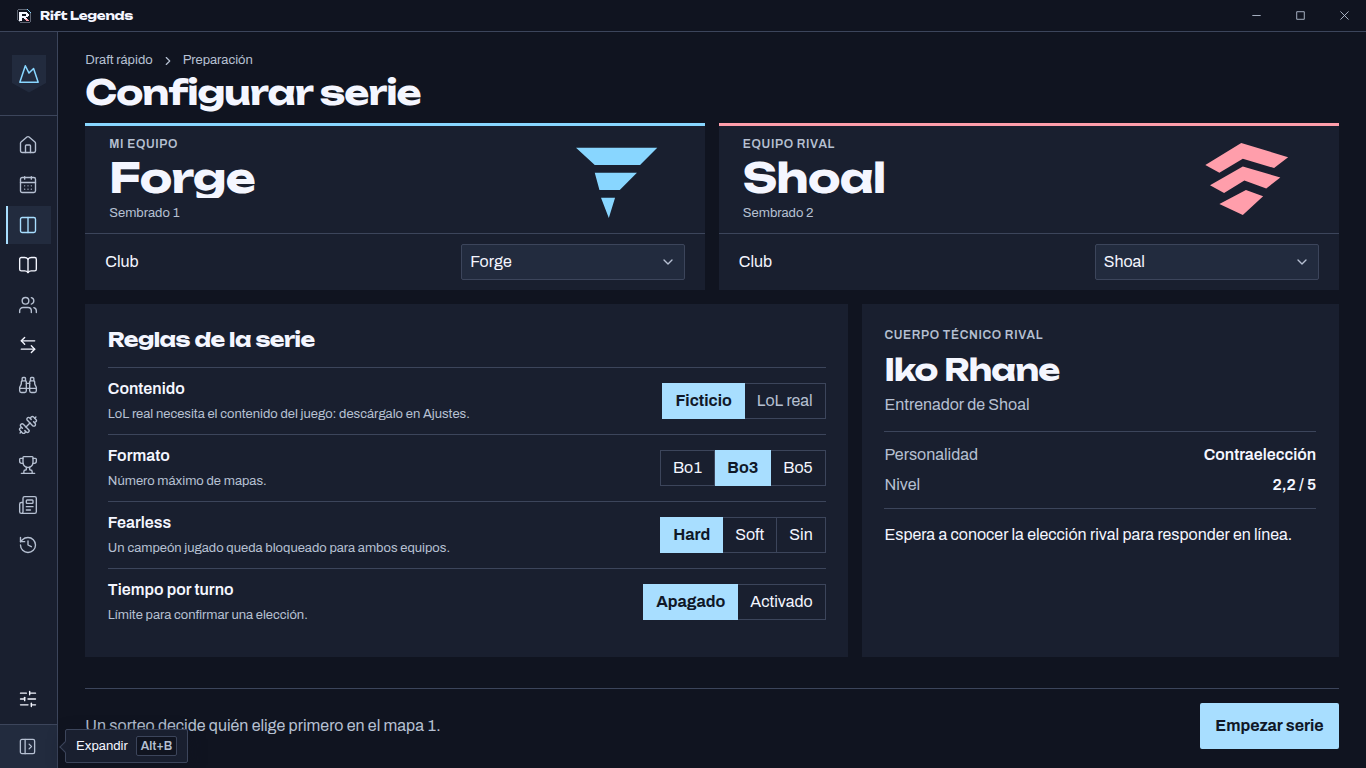 Rift Legends
Draft rápido > Preparación
Configurar serie
MI EQUIPO
Forge
Sembrado 1
Club
Forge
EQUIPO RIVAL
Shoal
Sembrado 2
Club
Shoal
Reglas de la serie
Contenido
LoL real necesita el contenido del juego: descárgalo en Ajustes.
Ficticio LoL real
Formato
Número máximo de mapas.
Bo1 Bo3 Bo5
Fearless
Un campeón jugado queda bloqueado para ambos equipos.
Hard Soft Sin
Tiempo por turno
Límite para confirmar una elección.
Apagado Activado
CUERPO TÉCNICO RIVAL
Iko Rhane
Entrenador de Shoal
Personalidad Contraelección
Nivel 2,2 / 5
Espera a conocer la elección rival para responder en línea.
Un sorteo decide quién elige primero en el mapa 1.
Empezar serie
Expandir Alt+B